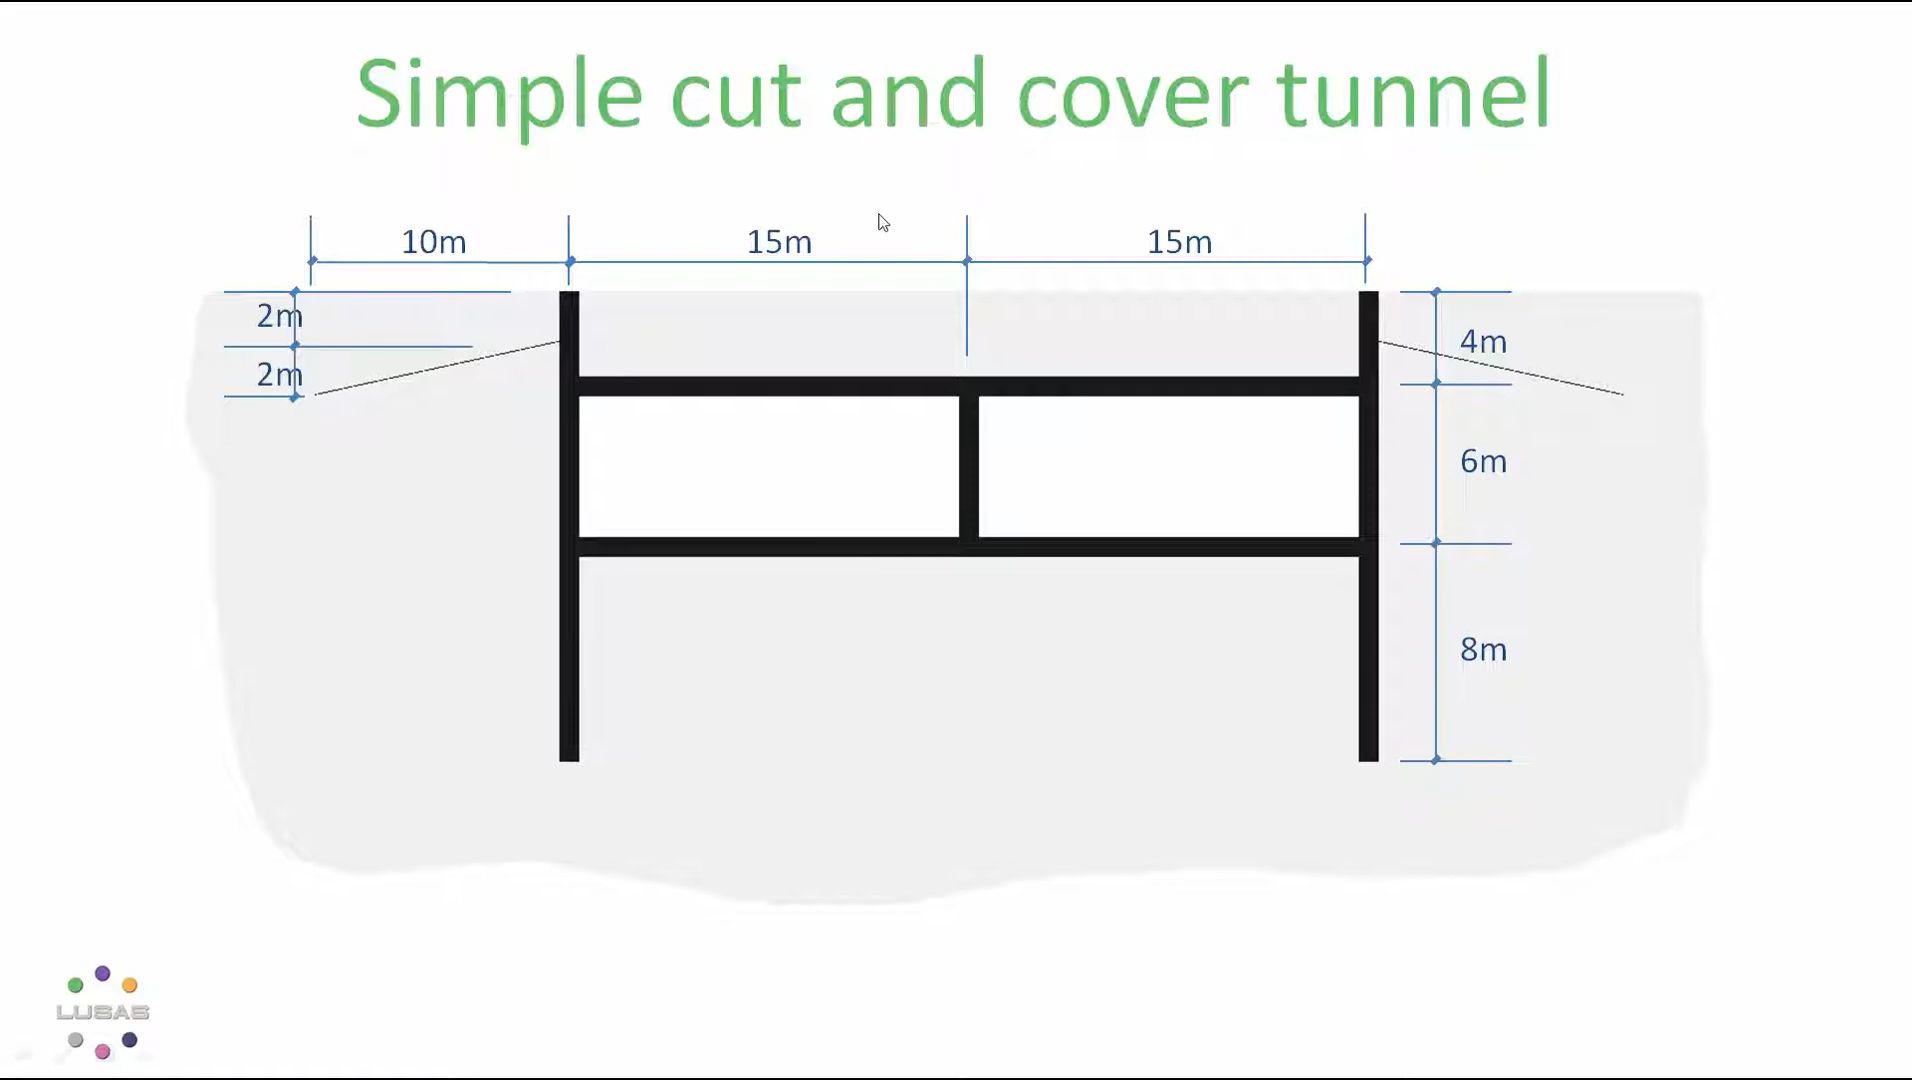 Simple cut and cover tunnel
10m
15m
15m
2m
4m
2m
6m
8m
LUSAS